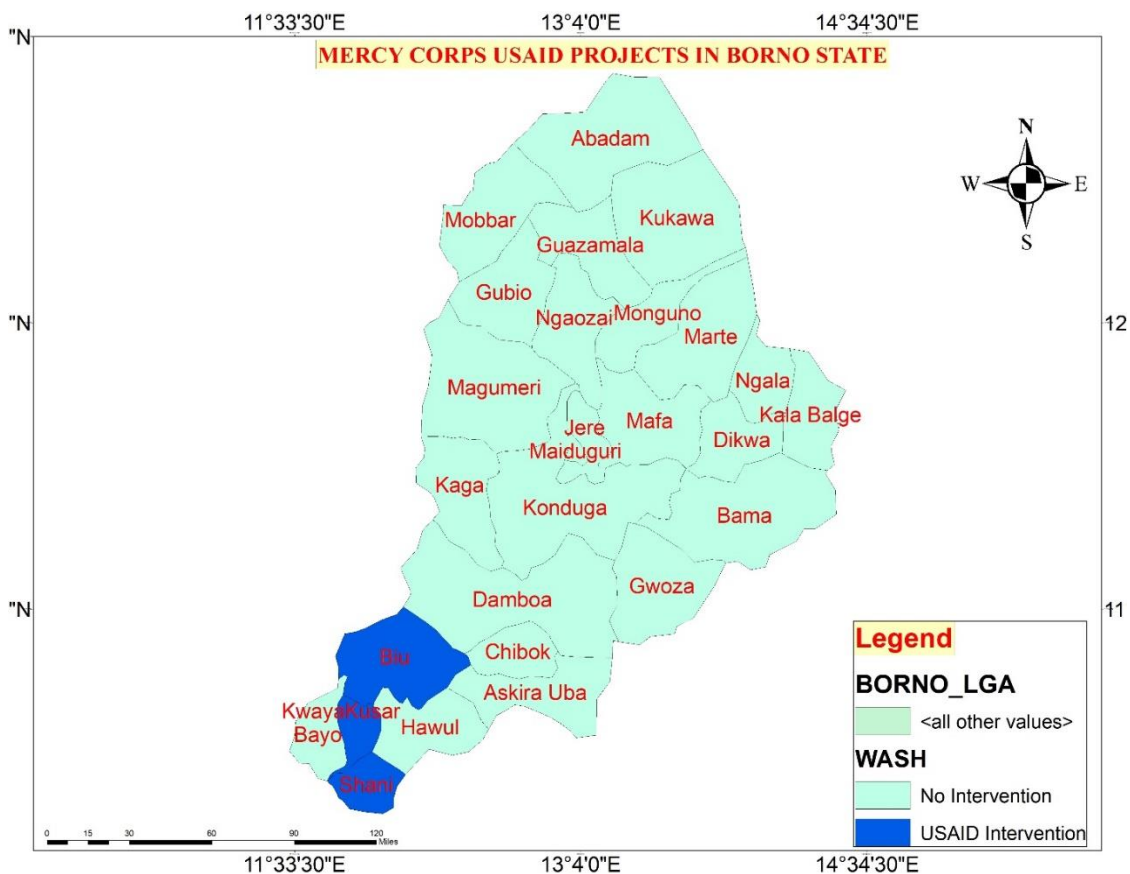 11°33'30"E 13°4'0"E 14°34'30"E
"N
MERCY CORPS USAID PROJECTS IN BORNO STATE
N
W E
S
Abadam
Mobbar
Kukawa
Guazamala
Gubio
Ngaozai
Monguno
"N
12
Marte
Magumeri
Ngala
Kala Balge
Mafa
Jere
Dikwa
Maiduguri
Kaga
Konduga
Bama
Gwoza
Damboa
"N
11
Biu
Chibok
Askira Uba
Kwaya Kusar
Bayo
Hawul
Shani
Legend
BORNO_LGA
<all other values>
WASH
No Intervention
USAID Intervention
0 15 30 60 90 120
Miles
11°33'30"E 13°4'0"E 14°34'30"E